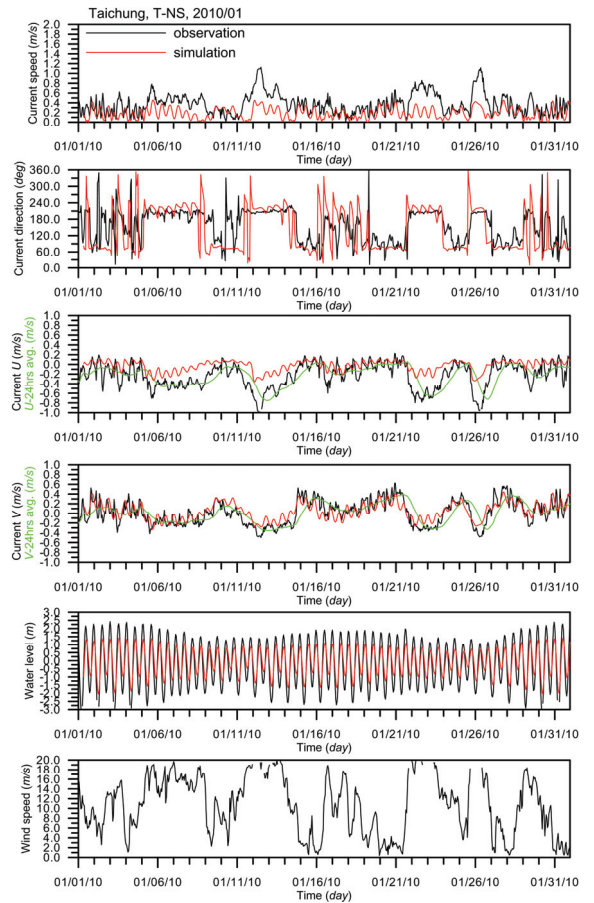 Taichung, T-NS, 2010/01
observation
simulation
Current speed (m/s)
2.0
1.8
1.6
1.4
1.2
1.0
0.8
0.6
0.4
0.2
0.0
01/01/10 01/06/10 01/11/10 01/16/10 01/21/10 01/26/10 01/31/10
Time (day)
Current direction (deg)
360.0
300.0
240.0
180.0
120.0
60.0
0.0
01/01/10 01/06/10 01/11/10 01/16/10 01/21/10 01/26/10 01/31/10
Time (day)
Current U (m/s)
U-24hrs avg. (m/s)
1.0
0.8
0.6
0.4
0.2
0.0
-0.2
-0.4
-0.6
-0.8
-1.0
01/01/10 01/06/10 01/11/10 01/16/10 01/21/10 01/26/10 01/31/10
Time (day)
Current V (m/s)
V-24hrs avg. (m/s)
1.0
0.8
0.6
0.4
0.2
0.0
-0.2
-0.4
-0.6
-0.8
-1.0
01/01/10 01/06/10 01/11/10 01/16/10 01/21/10 01/26/10 01/31/10
Time (day)
Water level (m)
3.0
2.5
2.0
1.5
1.0
0.5
0.0
-0.5
-1.0
-1.5
-2.0
-2.5
-3.0
01/01/10 01/06/10 01/11/10 01/16/10 01/21/10 01/26/10 01/31/10
Time (day)
Wind speed (m/s)
20.0
18.0
16.0
14.0
12.0
10.0
8.0
6.0
4.0
2.0
0.0
01/01/10 01/06/10 01/11/10 01/16/10 01/21/10 01/26/10 01/31/10
Time (day)